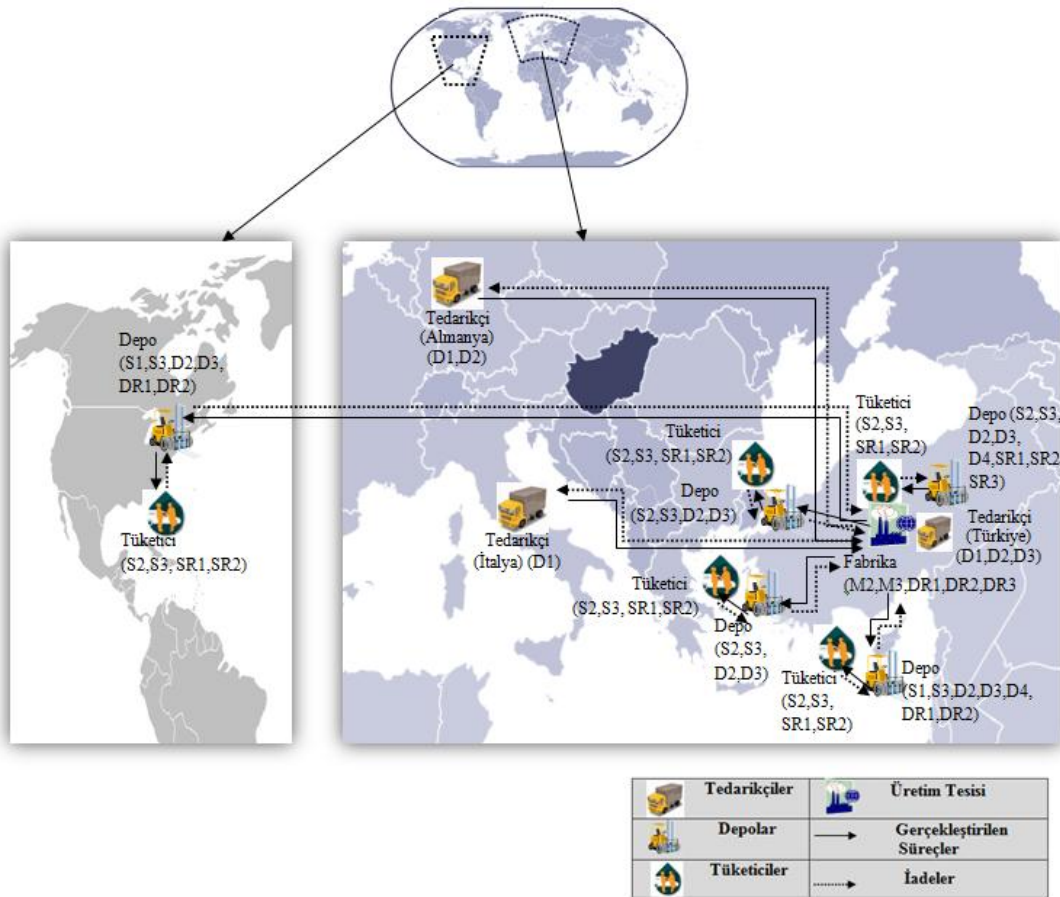 Depo
(S1,S3,D2,D3,
DR1,DR2)
Tüketici
(S2,S3, SR1,SR2)
Tedarikçi
(Almanya)
(D1,D2)
Tedarikçi
(İtalya) (D1)
Tüketici
(S2,S3, SR1,SR2)
Depo
(S2,S3,D2,D3)
Tüketici
(S2,S3,
SR1,SR2)
Depo (S2,S3,
D2,D3,
D4,SR1,SR2
SR3)
Tedarikçi
(Türkiye)
(D1,D2,D3)
Fabrika
(M2,M3,DR1,DR2,DR3
Tüketici
(S2,S3, SR1,SR2)
Depo
(S2,S3,
D2,D3)
Tüketici
(S2,S3,
SR1,SR2)
Depo
(S1,S3,D2,D3,D4,
DR1,DR2)
Tedarikçiler
Üretim Tesisi
Depolar
Gerçekleştirilen
Süreçler
Tüketiciler
İadeler